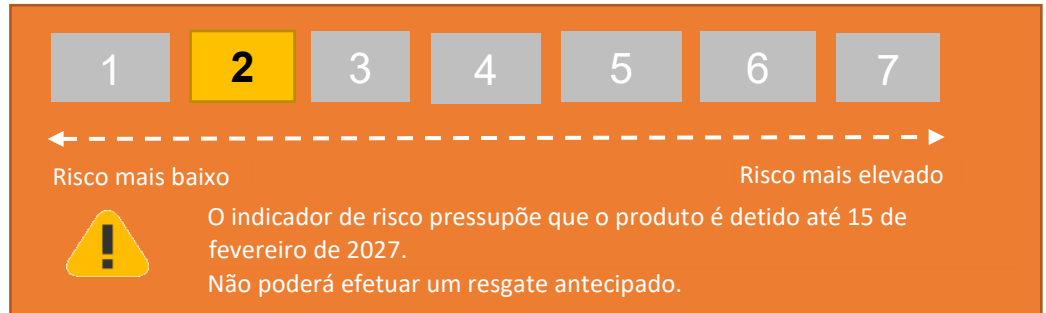 1 2 3 4 5 6 7
Risco mais baixo Risco mais elevado
!
O indicador de risco pressupõe que o produto é detido até 15 de
fevereiro de 2027.
Não poderá efetuar um resgate antecipado.